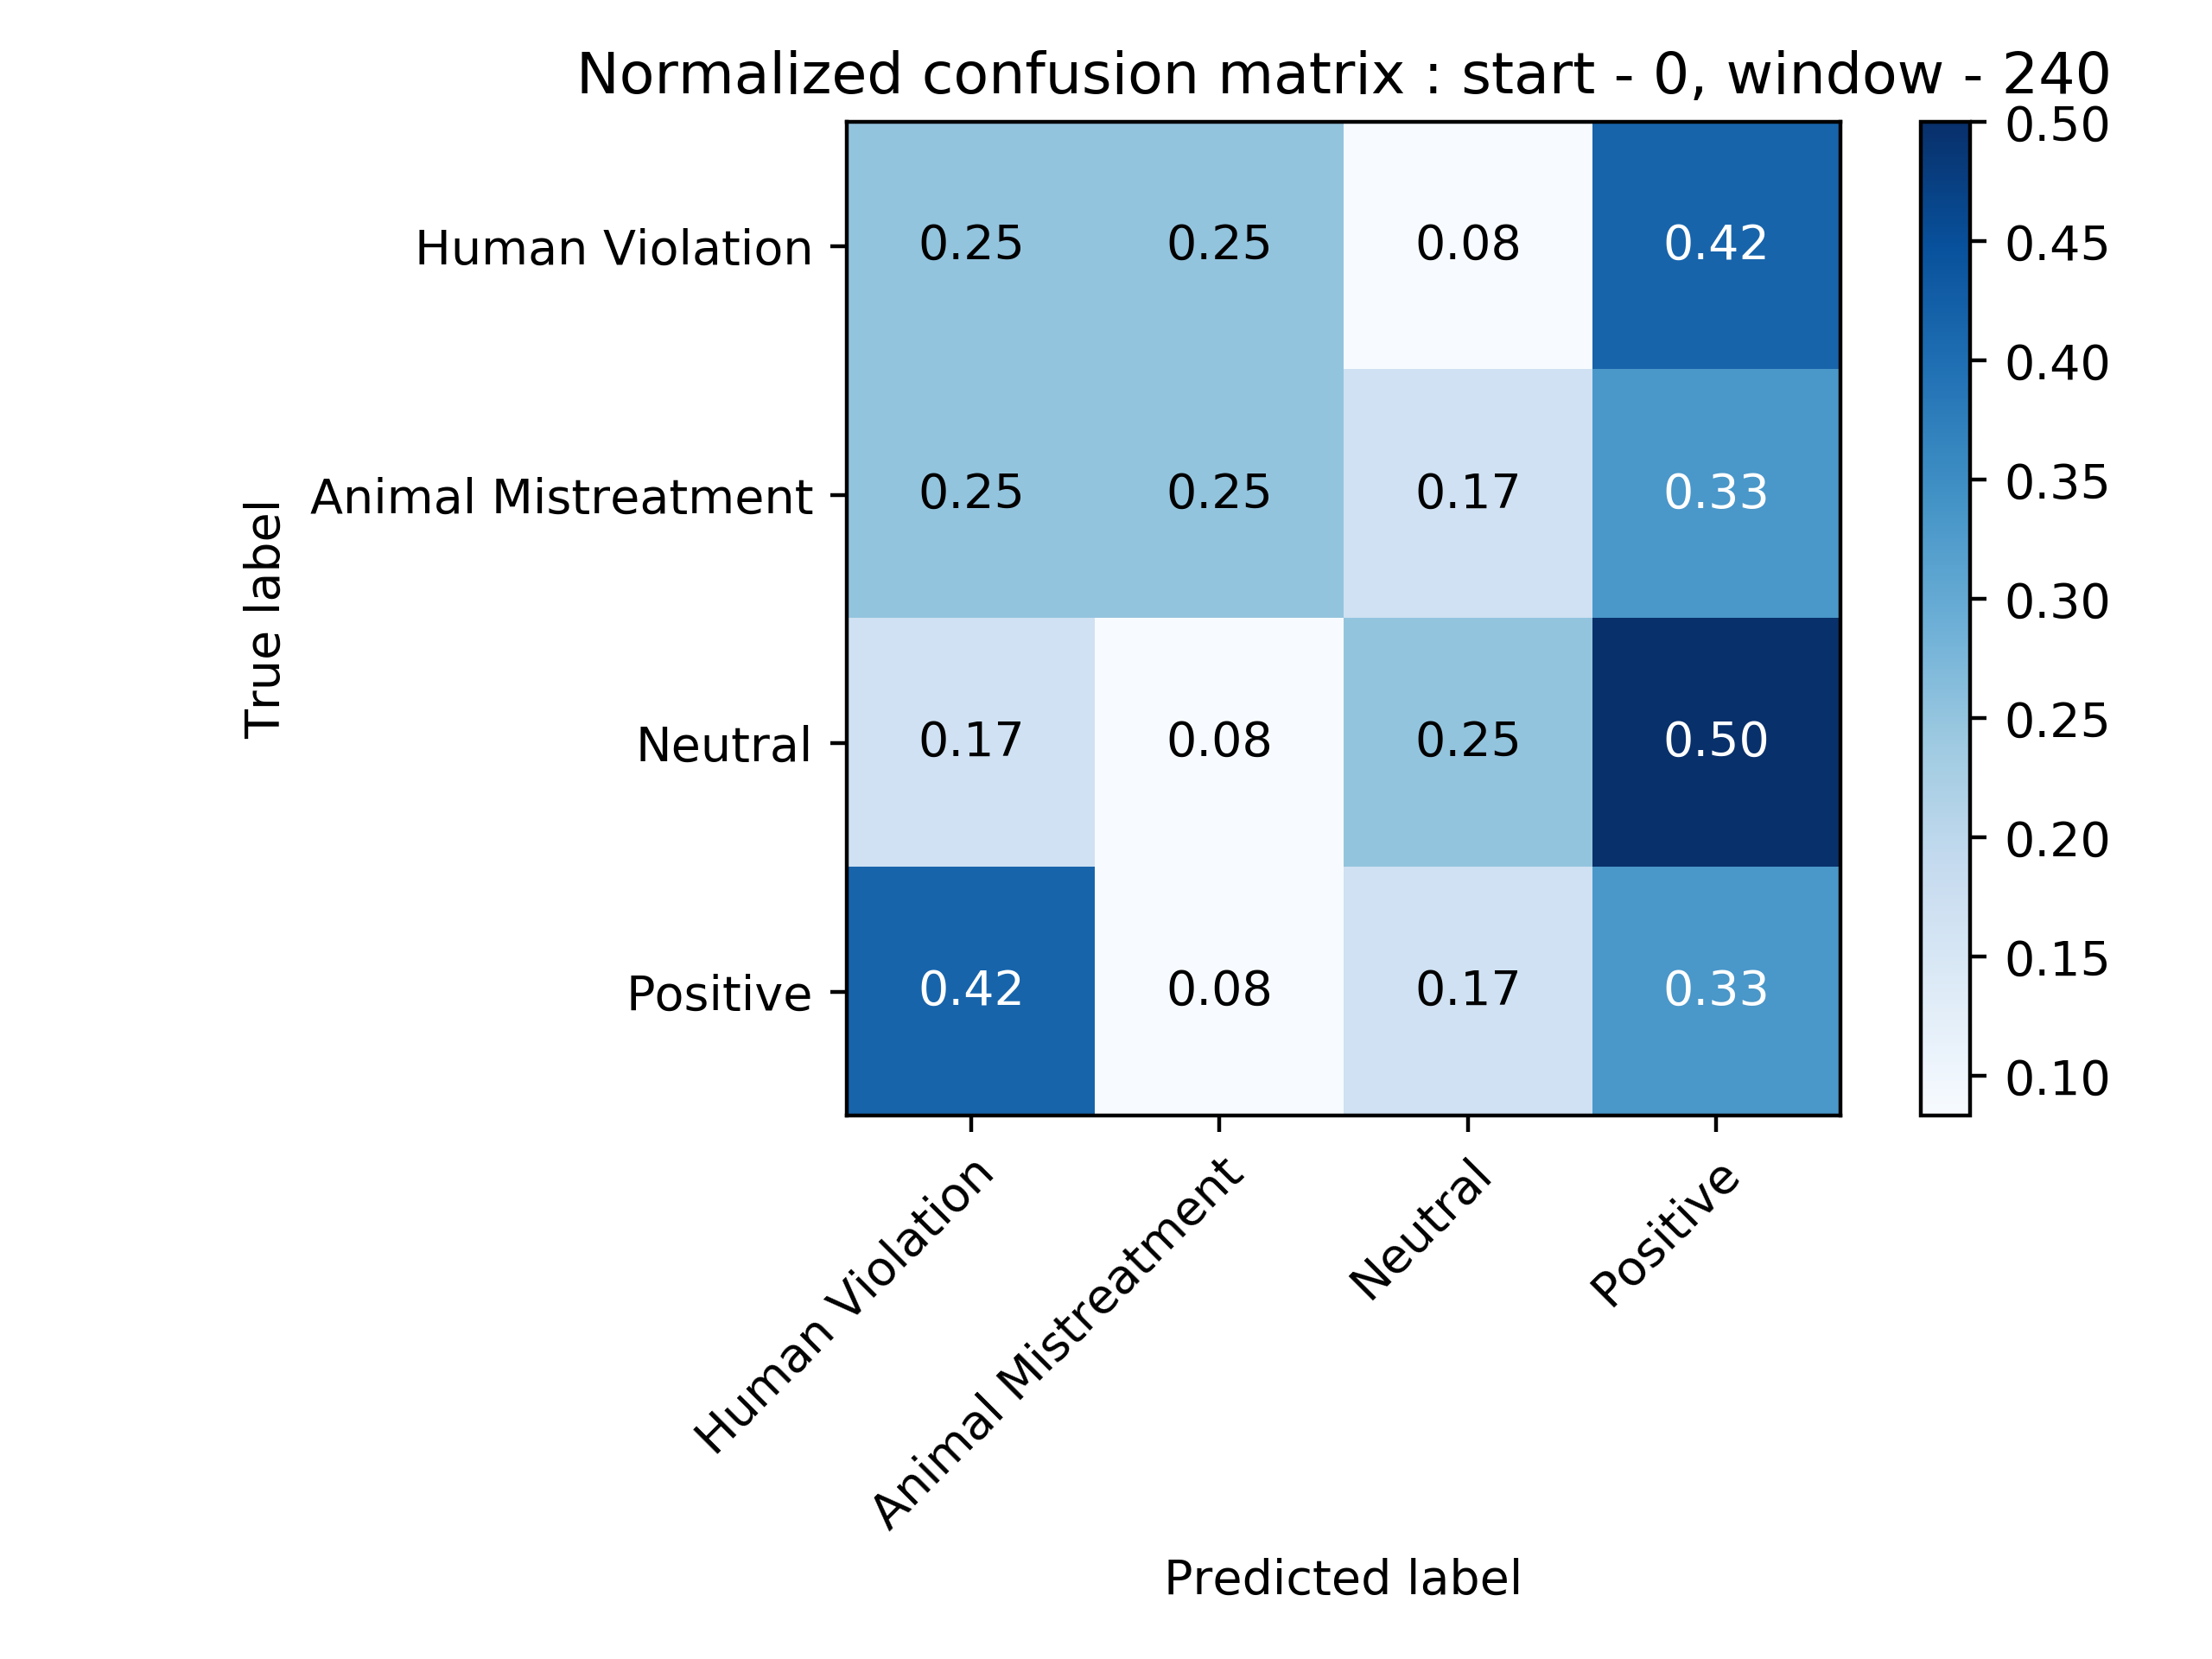 Normalized confusion matrix : start - 0, window - 240
True label
Human Violation
Animal Mistreatment
Neutral
Positive
0.25 0.25 0.08 0.42
0.25 0.25 0.17 0.33
0.17 0.08 0.25 0.50
0.42 0.08 0.17 0.33
0.50
0.45
0.40
0.35
0.30
0.25
0.20
0.15
0.10
Human Violation
Animal Mistreatment
Neutral
Positive
Predicted label